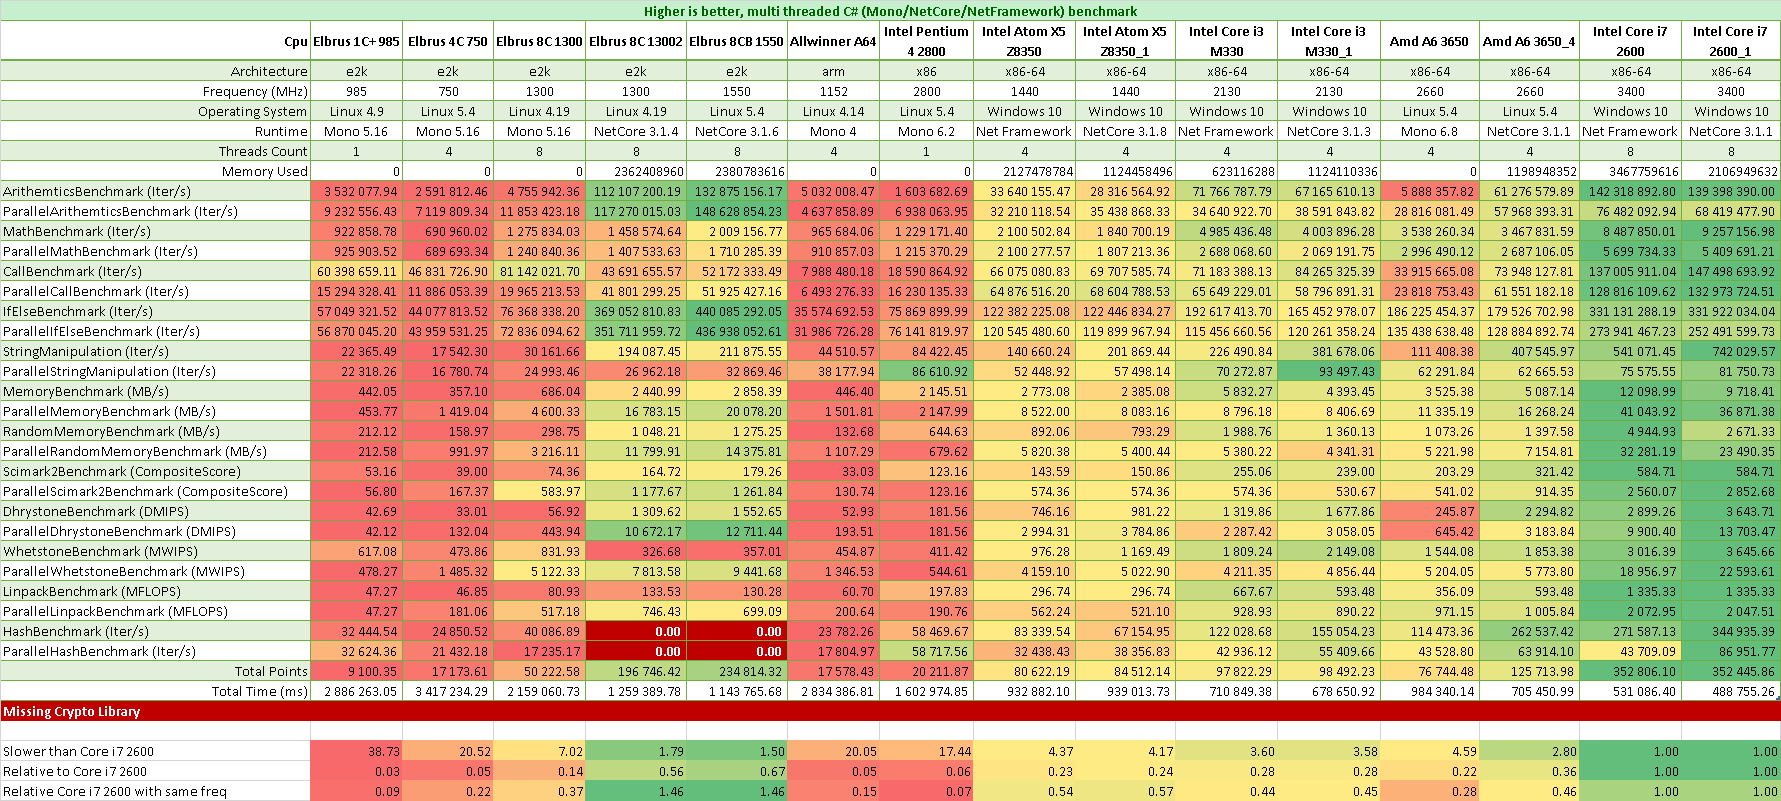 Higher is better, multi threaded C# (Mono/NetCore/NetFramework) benchmark
Cpu Elbrus 1C+ 985 Elbrus 4C 750 Elbrus 8C 1300 Elbrus 8C 13002 Elbrus 8CB 1550 Allwinner A64 Intel Pentium 4 2800 Intel Atom X5 Z8350 Intel Atom X5 Z8350_1 Intel Core i3 M330 Intel Core i3 M330_1 Amd A6 3650 Amd A6 3650_4 Intel Core i7 2600 Intel Core i7 2600_1
Architecture e2k e2k e2k e2k e2k arm x86 x86-64 x86-64 x86-64 x86-64 x86-64 x86-64 x86-64 x86-64
Frequency (MHz) 985 750 1300 1300 1550 1152 2800 1440 1440 2130 2130 2660 2660 3400 3400
Operating System Linux 4.9 Linux 5.4 Linux 4.19 Linux 4.19 Linux 5.4 Linux 4.14 Linux 5.4 Windows 10 Windows 10 Windows 10 Windows 10 Linux 5.4 Linux 5.4 Windows 10 Windows 10
Runtime Mono 5.16 Mono 5.16 Mono 5.16 NetCore 3.1.4 NetCore 3.1.6 Mono 4 Mono 6.2 Net Framework NetCore 3.1.8 Net Framework NetCore 3.1.3 Mono 6.8 NetCore 3.1.1 Net Framework NetCore 3.1.1
Threads Count 1 4 8 8 8 4 1 4 4 4 4 4 4 8 8
Memory Used 0 0 0 2362408960 2380783616 0 0 2127478784 1124458496 623116288 1124110336 0 1198948352 3467759616 2106949632
ArithemticsBenchmark (Iter/s) 3 532 077.94 2 591 812.46 4 755 942.36 112 107 200.19 132 875 156.17 5 032 008.47 1 603 682.69 33 640 155.47 28 316 564.92 71 766 787.79 67 165 610.13 5 888 357.82 61 276 579.89 142 318 892.80 139 398 390.00
ParallelArithemticsBenchmark (Iter/s) 9 232 556.43 7 119 809.34 11 853 423.18 117 270 015.03 148 628 854.23 4 637 858.89 6 938 063.95 32 210 118.54 35 438 868.33 34 640 922.70 38 591 843.82 28 816 081.49 57 968 393.31 76 482 092.94 68 419 477.90
MathBenchmark (Iter/s) 922 858.78 690 960.02 1 275 834.03 1 458 574.64 2 009 156.77 965 684.06 1 229 171.40 2 100 502.84 1 840 700.19 4 985 436.48 4 003 896.28 3 538 260.34 3 467 831.59 8 487 850.01 9 257 156.98
ParallelMathBenchmark (Iter/s) 925 903.52 689 693.34 1 240 840.36 1 407 533.63 1 710 285.39 910 857.03 1 215 370.29 2 100 277.57 1 807 213.36 2 688 068.60 2 069 191.75 2 996 490.12 2 687 106.05 5 699 734.33 5 409 691.21
CallBenchmark (Iter/s) 60 398 659.11 46 831 726.90 81 142 021.70 43 691 655.57 52 172 333.49 7 988 480.18 18 590 864.92 66 075 080.83 69 707 585.74 71 183 388.13 84 265 325.39 33 915 665.08 73 948 127.81 137 005 911.04 147 498 693.92
ParallelCallBenchmark (Iter/s) 15 294 328.41 11 886 053.39 19 965 213.53 41 801 299.25 51 925 427.16 6 493 276.33 16 230 135.33 64 876 516.20 68 604 788.53 65 649 229.01 58 796 891.31 23 818 753.43 61 551 182.18 128 816 109.62 132 973 724.51
IfElseBenchmark (Iter/s) 57 049 321.52 44 077 813.52 76 368 338.20 369 052 810.83 440 085 292.05 35 574 692.53 75 869 899.99 122 382 225.08 122 446 834.27 192 617 413.70 165 452 978.07 186 225 454.37 179 526 702.98 331 131 288.19 331 922 034.04
ParallelIfElseBenchmark (Iter/s) 56 870 045.20 43 959 531.25 72 836 094.62 351 711 959.72 436 938 052.61 31 986 726.28 76 141 819.97 120 545 480.60 119 899 967.94 115 456 660.56 120 261 358.24 135 438 638.48 128 884 892.74 273 941 467.23 252 491 599.73
StringManipulation (Iter/s) 22 365.49 17 542.30 30 161.66 194 087.45 211 875.55 44 510.57 84 422.45 140 660.24 201 869.44 226 490.84 381 678.06 111 408.38 407 545.97 541 071.45 742 029.57
ParallelStringManipulation (Iter/s) 22 318.26 16 780.74 24 993.46 26 962.18 32 869.46 38 177.94 86 610.92 52 448.92 57 498.14 70 272.87 93 497.43 62 291.84 62 665.53 75 575.55 81 750.73
MemoryBenchmark (MB/s) 442.05 357.10 686.04 2 440.99 2 858.39 446.40 2 145.51 2 773.08 2 385.08 5 832.27 4 393.45 3 525.38 5 087.14 12 098.99 9 718.41
ParallelMemoryBenchmark (MB/s) 453.77 1 419.04 4 600.33 16 783.15 20 078.20 1 501.81 2 147.99 8 522.00 8 083.16 8 796.18 8 406.69 11 335.19 16 268.24 41 043.92 36 871.38
RandomMemoryBenchmark (MB/s) 212.12 158.97 298.75 1 048.21 1 275.25 132.68 644.63 892.06 793.29 1 988.76 1 360.13 1 073.26 1 397.58 4 944.93 2 671.33
ParallelRandomMemoryBenchmark (MB/s) 212.58 991.97 3 216.11 11 799.91 14 375.81 1 107.29 679.62 5 820.38 5 400.44 5 380.22 4 341.31 5 221.98 7 154.81 32 281.19 23 490.35
Scimark2Benchmark (CompositeScore) 53.16 39.00 74.36 164.72 179.26 33.03 123.16 143.59 150.86 255.06 239.00 203.29 321.42 584.71 584.71
ParallelScimark2Benchmark (CompositeScore) 56.80 167.37 583.97 1 177.67 1 261.84 130.74 123.16 574.36 574.36 574.36 530.67 541.02 914.35 2 560.07 2 852.68
DhrystoneBenchmark (DMIPS) 42.69 33.01 56.92 1 309.62 1 552.65 52.93 181.56 746.16 981.22 1 319.86 1 677.86 245.87 2 294.82 2 899.26 3 643.71
ParallelDhrystoneBenchmark (DMIPS) 42.12 132.04 443.94 10 672.17 12 711.44 193.51 181.56 2 994.31 3 784.86 2 287.42 3 058.05 645.42 3 183.84 9 900.40 13 703.47
WhetstoneBenchmark (MWIPS) 617.08 473.86 831.93 326.68 357.01 454.87 411.42 976.28 1 169.49 1 809.24 2 149.08 1 544.08 1 853.38 3 016.39 3 645.66
ParallelWhetstoneBenchmark (MWIPS) 478.27 1 485.32 5 122.33 7 813.58 9 441.68 1 346.53 544.61 4 159.10 5 022.90 4 211.35 4 856.44 5 204.05 5 773.80 18 956.97 22 593.61
LinpackBenchmark (MFLOPS) 47.27 46.85 80.93 133.53 130.28 60.70 197.83 296.74 296.74 667.67 593.48 356.09 593.48 1 335.33 1 335.33
ParallelLinpackBenchmark (MFLOPS) 47.27 181.06 517.18 746.43 699.09 200.64 190.76 562.24 521.10 928.93 890.22 971.15 1 005.84 2 072.95 2 047.51
HashBenchmark (Iter/s) 32 444.54 24 850.52 40 086.89 0.00 0.00 23 782.26 58 469.67 83 339.54 67 154.95 122 028.68 155 054.23 114 473.36 262 537.42 271 587.13 344 935.39
ParallelHashBenchmark (Iter/s) 32 624.36 21 432.18 17 235.17 0.00 0.00 17 804.97 58 717.56 32 438.43 38 356.83 42 936.12 55 409.66 43 528.80 63 914.10 43 709.09 86 951.77
Total Points 9 100.35 17 173.61 50 222.58 196 746.42 234 814.32 17 578.43 20 211.87 80 622.19 84 512.14 97 822.29 98 492.23 76 744.48 125 713.98 352 806.10 352 445.86
Total Time (ms) 2 886 263.05 3 417 234.29 2 159 060.73 1 259 389.78 1 143 765.68 2 834 386.81 1 602 974.85 932 882.10 939 013.73 710 849.38 678 650.92 984 340.14 705 450.99 531 086.40 488 755.26
Missing Crypto Library
Slower than Core i7 2600 38.73 20.52 7.02 1.79 1.50 20.05 17.44 4.37 4.17 3.60 3.58 4.59 2.80 1.00 1.00
Relative to Core i7 2600 0.03 0.05 0.14 0.56 0.67 0.05 0.06 0.23 0.24 0.28 0.28 0.22 0.36 1.00 1.00
Relative Core i7 2600 with same freq 0.09 0.22 0.37 1.46 1.46 0.15 0.07 0.54 0.57 0.44 0.45 0.28 0.46 1.00 1.00